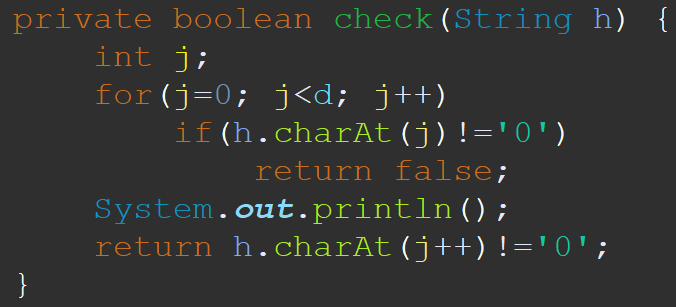 private boolean check(String h) {
    int j;
    for(j=0; j<d; j++)
        if(h.charAt(j)!='0')
            return false;
    System.out.println();
    return h.charAt(j++)!='0';
}